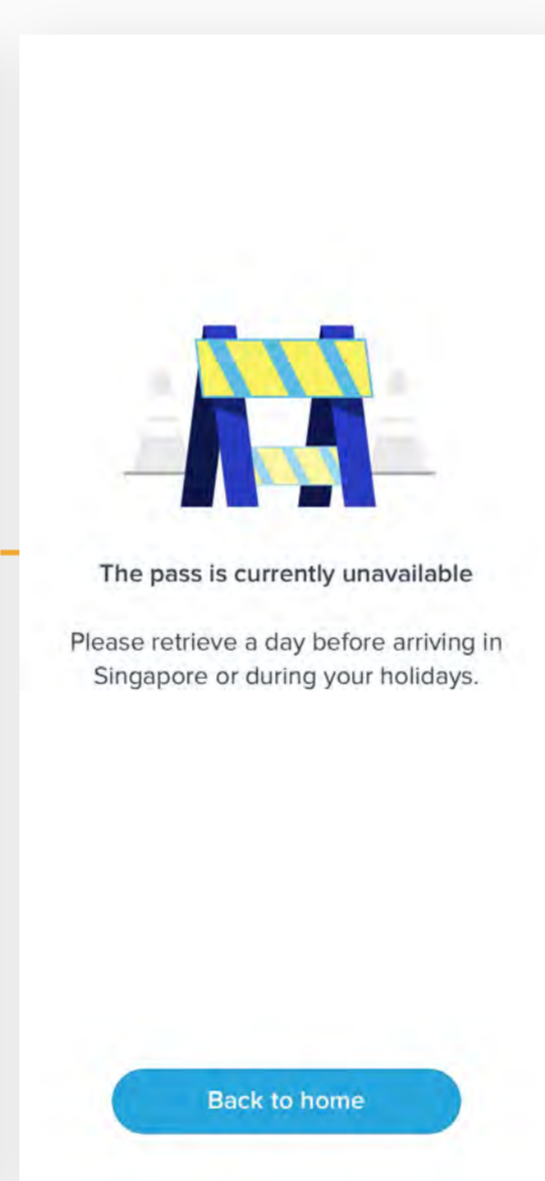 The pass is currently unavailable
Please retrieve a day before arriving in
Singapore or during your holidays.
Back to home